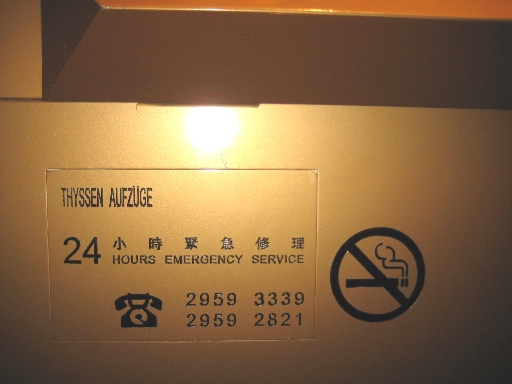 THYSSEN AUFZÜGE
24 小時緊急修理
HOURS EMERGENCY SERVICE
2959 3339
2959 2821